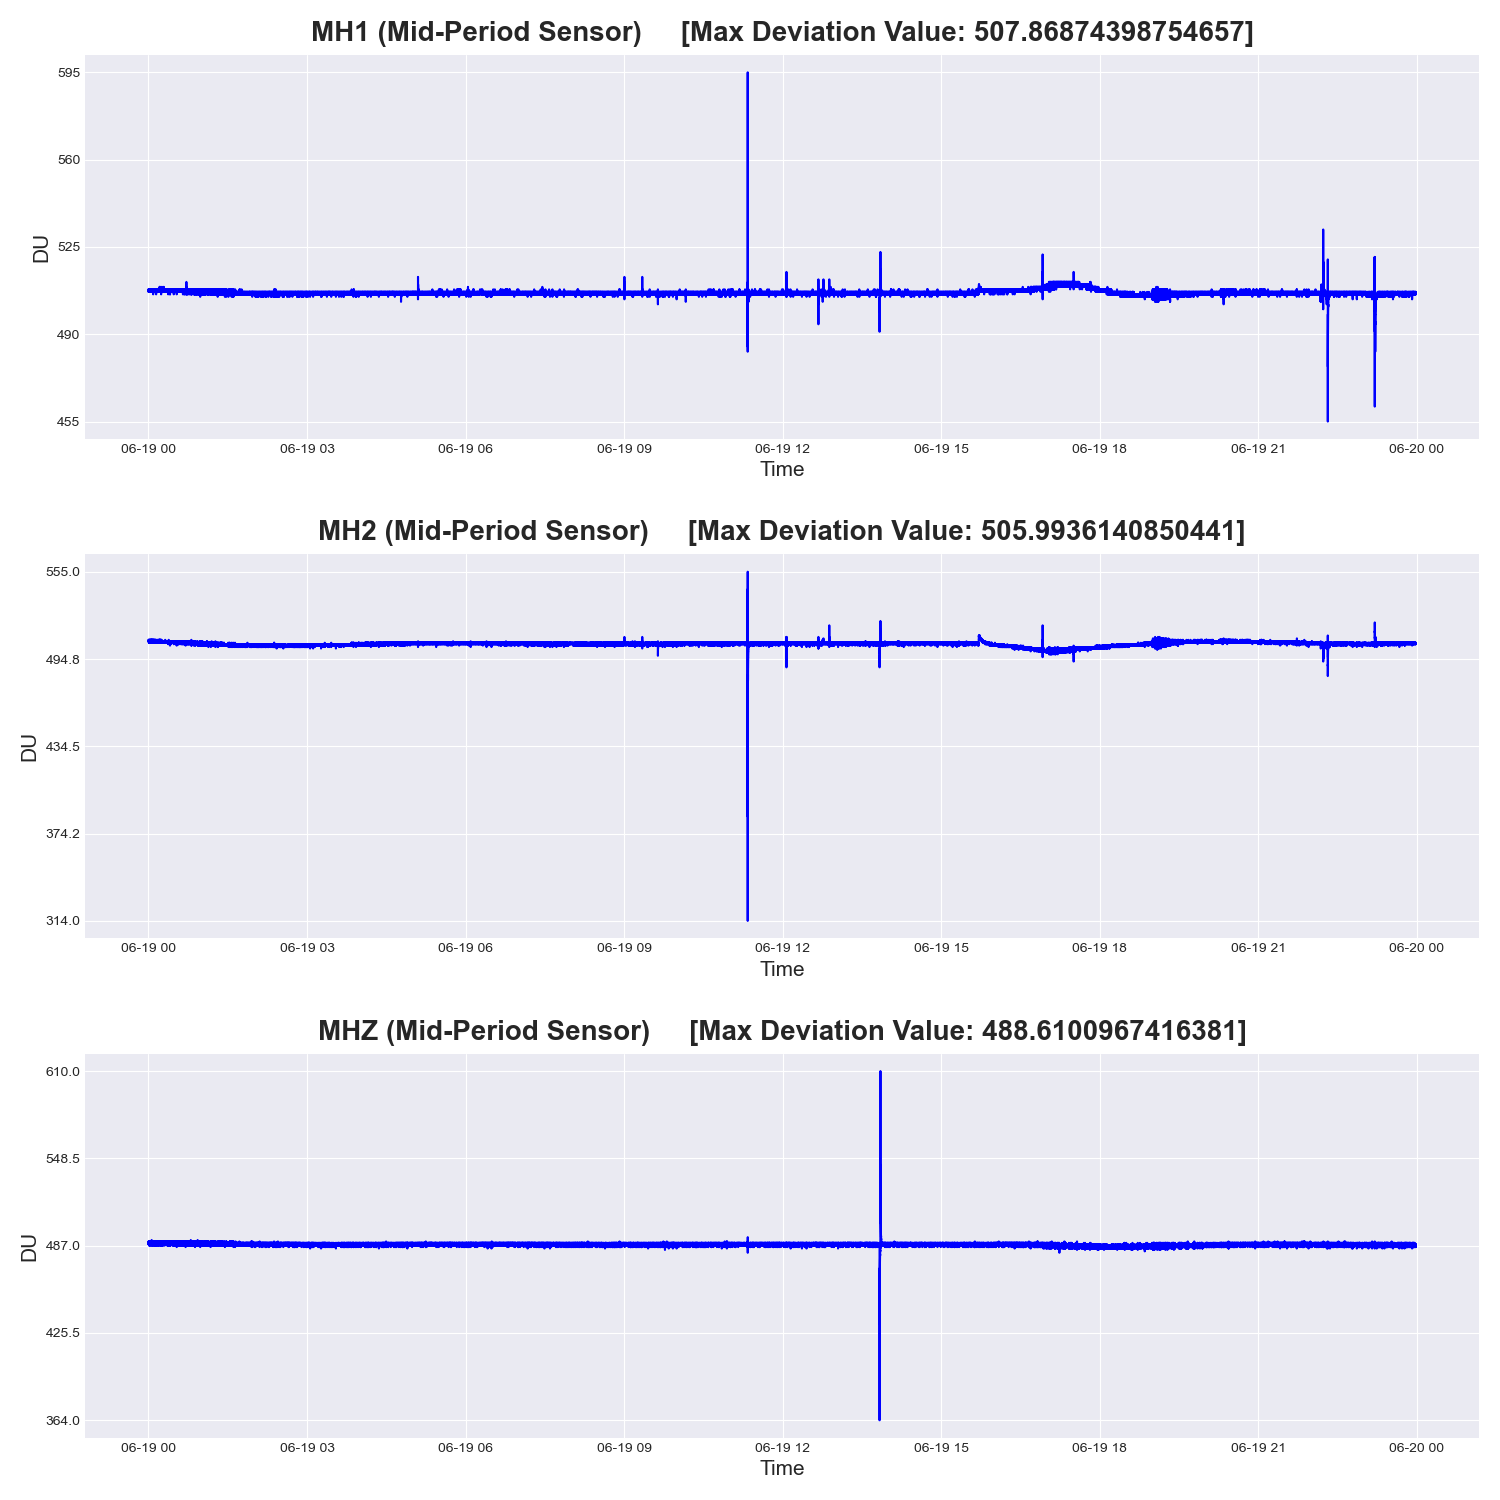 MH1 (Mid-Period Sensor) [Max Deviation Value: 507.86874398754657]
595
560
525
490
455
DU
06-19 00 06-19 03 06-19 06 06-19 09 06-19 12 06-19 15 06-19 18 06-19 21 06-20 00
Time
MH2 (Mid-Period Sensor) [Max Deviation Value: 505.9936140850441]
555.0
494.8
434.5
374.2
314.0
DU
06-19 00 06-19 03 06-19 06 06-19 09 06-19 12 06-19 15 06-19 18 06-19 21 06-20 00
Time
MHZ (Mid-Period Sensor) [Max Deviation Value: 488.61009674163​81]
610.0
548.5
487.0
425.5
364.0
DU
06-19 00 06-19 03 06-19 06 06-19 09 06-19 12 06-19 15 06-19 18 06-19 21 06-20 00
Time